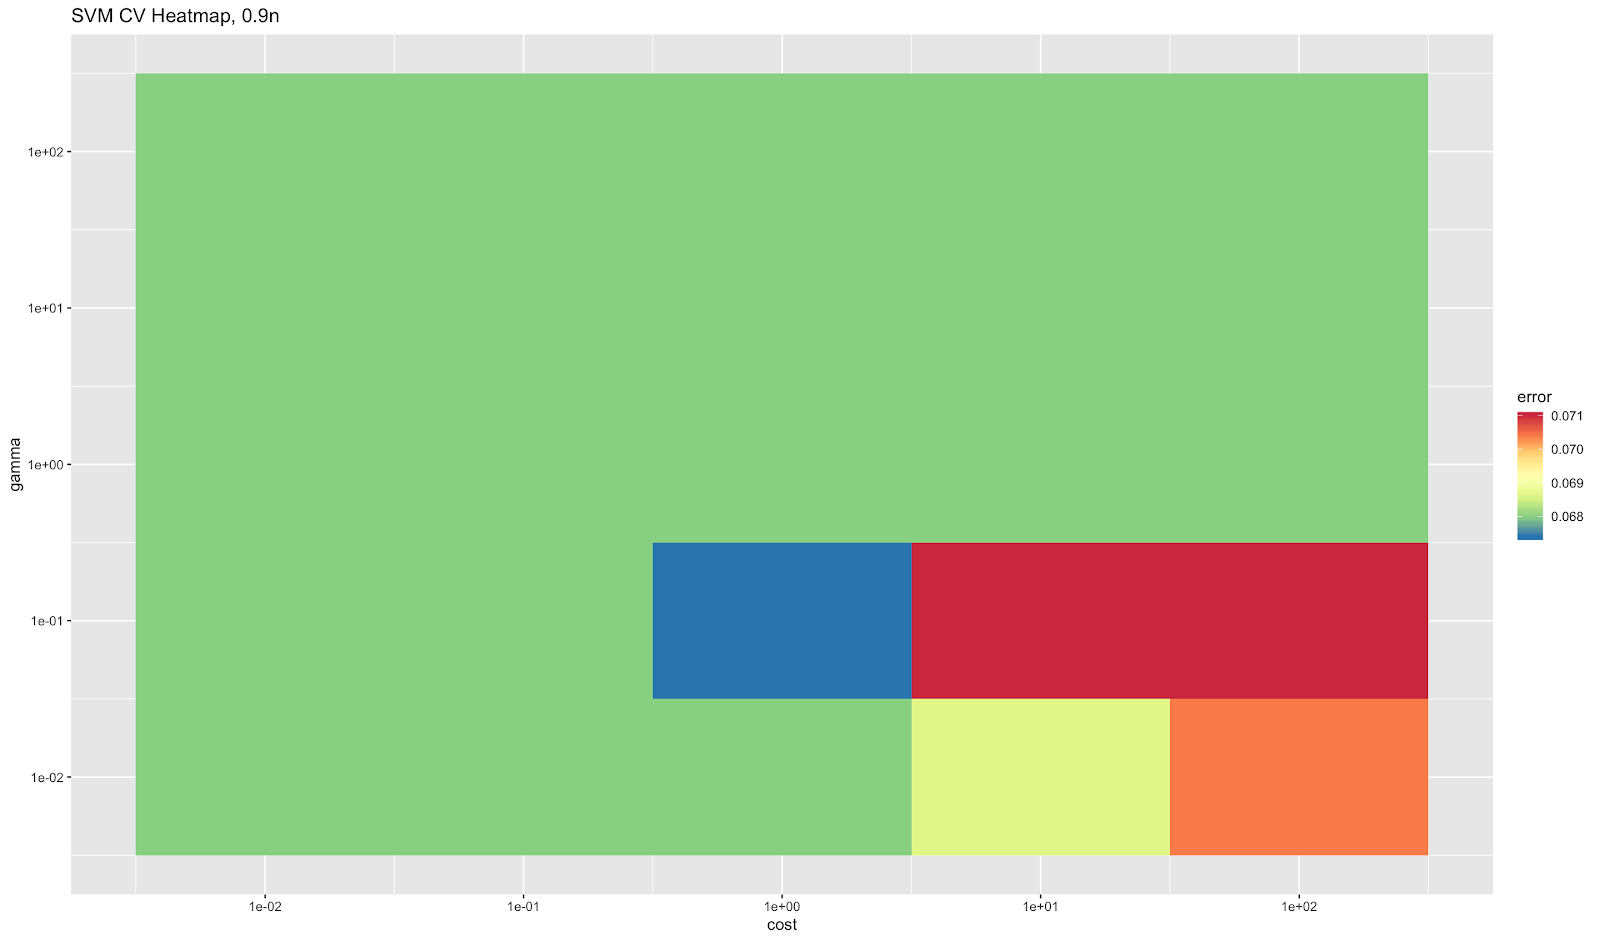 SVM CV Heatmap, 0.9n
1e+02
1e+01
1e+00
1e-01
1e-02
gamma
1e-02 1e-01 1e+00 1e+01 1e+02
cost
error
0.071
0.070
0.069
0.068